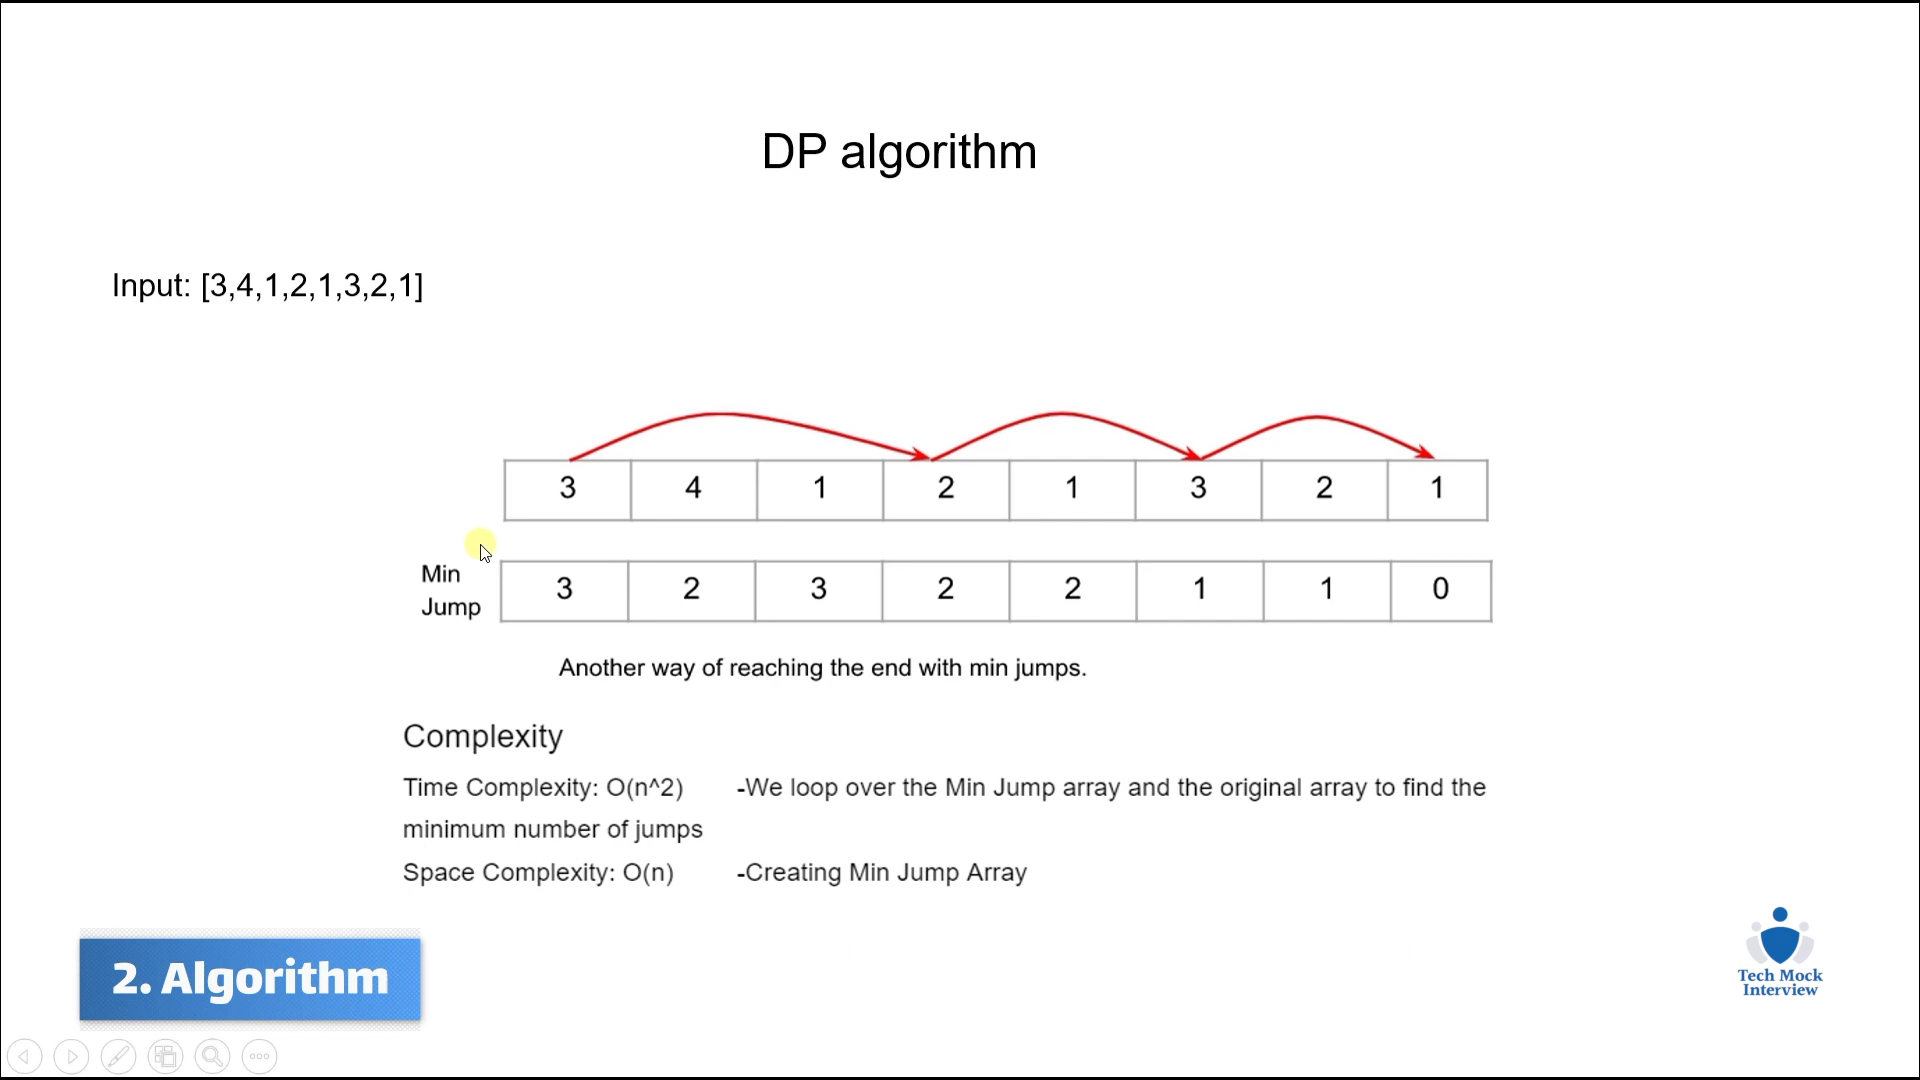 DP algorithm
Input: [3,4,1,2,1,3,2,1]
3 4 1 2 1 3 2 1
Min
Jump
3 2 3 2 2 1 1 0
Another way of reaching the end with min jumps.
Complexity
Time Complexity: O(n^2) -We loop over the Min Jump array and the original array to find the
minimum number of jumps
Space Complexity: O(n) -Creating Min Jump Array
2. Algorithm
Tech Mock
Interview